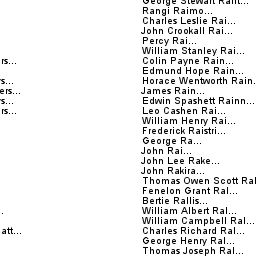 George Stewart Raint...
Rangi Raimo...
Charles Leslie Rai...
John Crookall Rai...
Percy Rai...
William Stanley Rai...
rs... Colin Payne Rain...
Edmund Hope Rain...
s... Horace Wentworth Rain.
ers... James Rain...
s... Edwin Spashett Rainn...
rs... Leo Cashen Rai...
William Henry Rai...
Frederick Raistri...
George Ra...
John Rai...
John Lee Rake...
John Rakira...
Thomas Owen Scott Ral
Fenelon Grant Ral...
Bertie Rallis...
. William Albert Ral...
William Campbell Ral...
att... Charles Richard Ral...
George Henry Ral...
Thomas Joseph Ral...